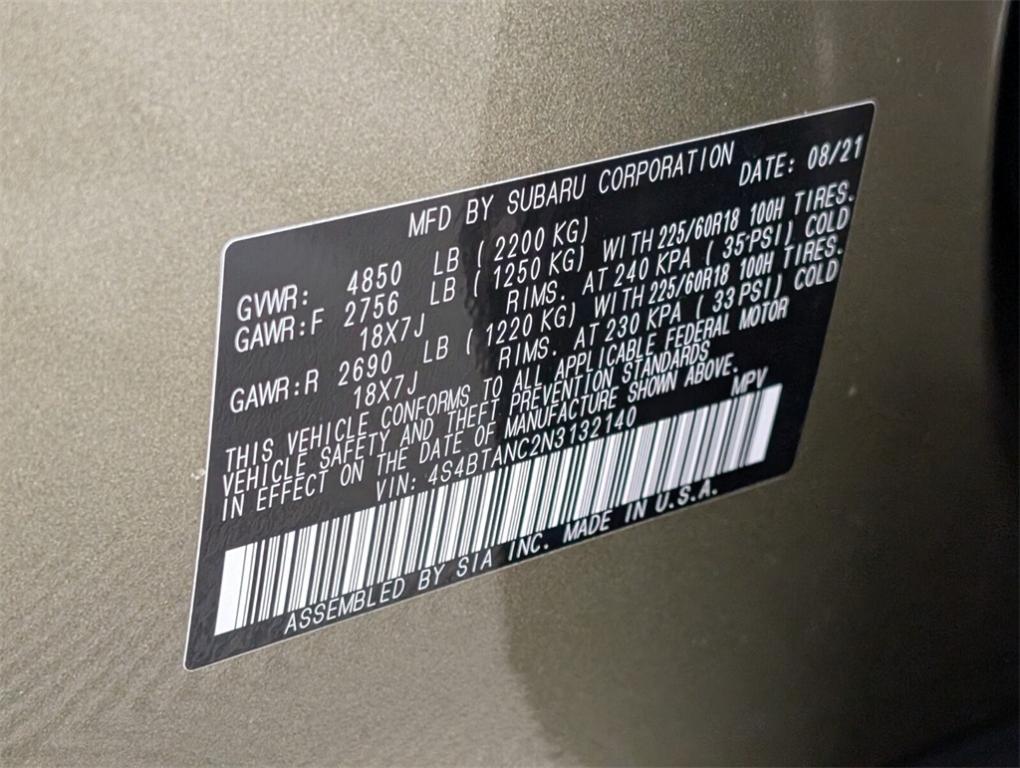 MFD BY SUBARU CORPORATION DATE: 08/21
GVWR: 4850 LB (2200 KG)
GAWR:F 2756 LB (1250 KG) WITH 225/60R18 100H TIRES.
18X7J RIMS. AT 240 KPA (35 PSI) COLD
GAWR:R 2690 LB (1220 KG) WITH 225/60R18 100H TIRES.
18X7J RIMS. AT 230 KPA (33 PSI) COLD
THIS VEHICLE CONFORMS TO ALL APPLICABLE FEDERAL MOTOR
VEHICLE SAFETY AND THEFT PREVENTION STANDARDS
IN EFFECT ON THE DATE OF MANUFACTURE SHOWN ABOVE.
VIN: 4S4BTANC2N3132140 MPV
ASSEMBLED BY SIA INC. MADE IN U.S.A.